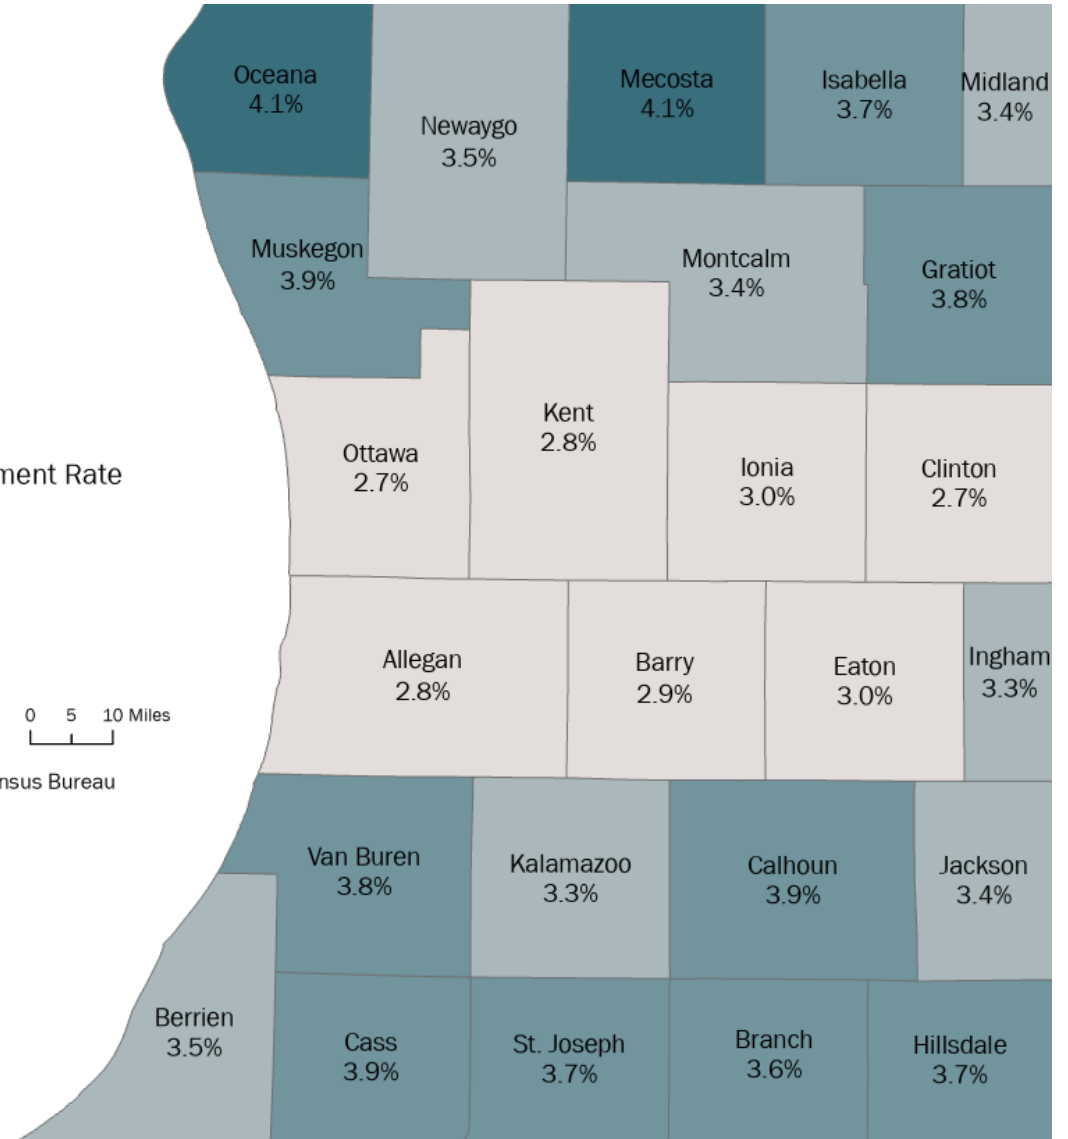 Oceana
4.1%
Newaygo
3.5%
Mecosta
4.1%
Isabella
3.7%
Midland
3.4%
Muskegon
3.9%
Montcalm
3.4%
Gratiot
3.8%
Ottawa
2.7%
Kent
2.8%
Ionia
3.0%
Clinton
2.7%
ment Rate
Allegan
2.8%
Barry
2.9%
Eaton
3.0%
Ingham
3.3%
0 5 10 Miles
nsus Bureau
Van Buren
3.8%
Kalamazoo
3.3%
Calhoun
3.9%
Jackson
3.4%
Berrien
3.5%
Cass
3.9%
St. Joseph
3.7%
Branch
3.6%
Hillsdale
3.7%